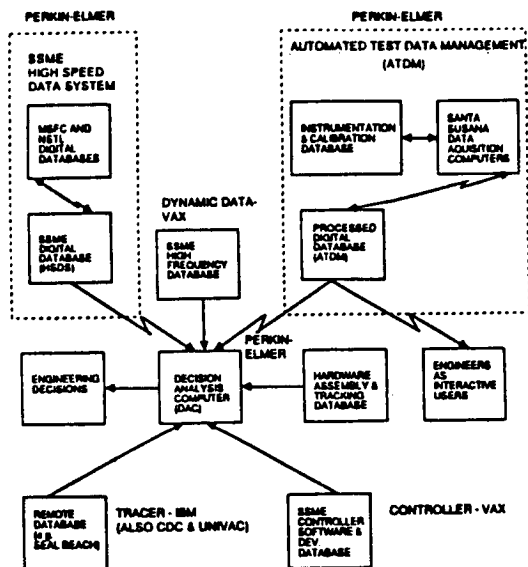 PERKIN-ELMER
SSME
HIGH SPEED
DATA SYSTEM
MSFC AND
NSTL
DIGITAL
DATABASES
SSME
DIGITAL
DATABASE
(HSDS)
DYNAMIC DATA-
VAX
SSME
HIGH
FREQUENCY
DATABASE
PERKIN-ELMER
AUTOMATED TEST DATA MANAGEMENT
(ATDM)
INSTRUMENTATION
& CALIBRATION
DATABASE
SANTA
SUSANA
DATA
AQUISITION
COMPUTERS
PROCESSED
DIGITAL
DATABASE
(ATDM)
PERKIN-
ELMER
ENGINEERING
DECISIONS
DECISION
ANALYSIS
COMPUTER
(DAC)
HARDWARE
ASSEMBLY &
TRACKING
DATABASE
ENGINEERS
AS
INTERACTIVE
USERS
REMOTE
DATABASE
SEAL BEACH)
TRACER - IBM
(ALSO CDC & UNIVAC)
SSME
CONTROLLER
SOFTWARE &
DEV.
DATABASE
CONTROLLER - VAX